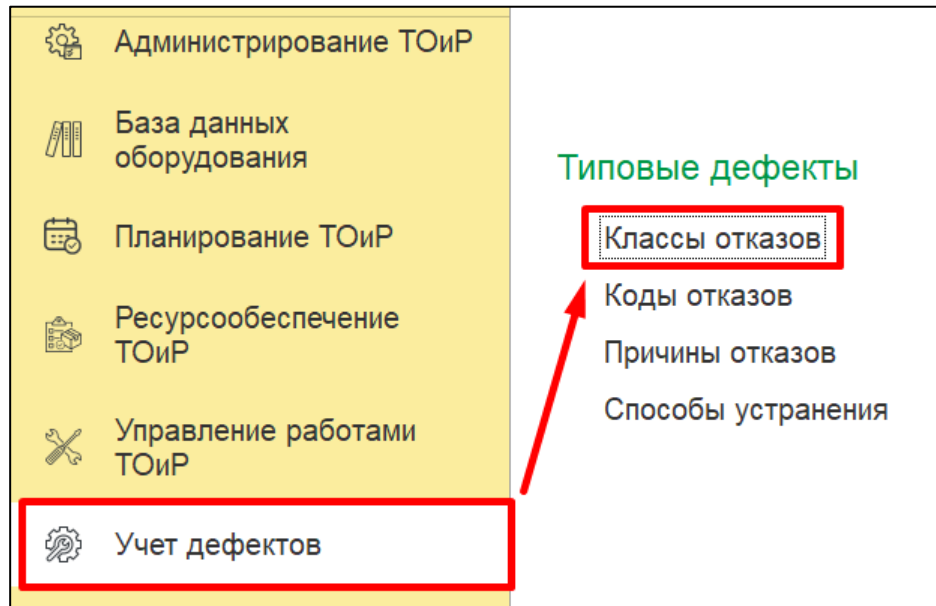 Администрирование ТОиР
База данных
оборудования
Планирование ТОиР
Ресурсообеспечение
ТОиР
Управление работами
ТОиР
Учет дефектов
Типовые дефекты
Классы отказов
Коды отказов
Причины отказов
Способы устранения